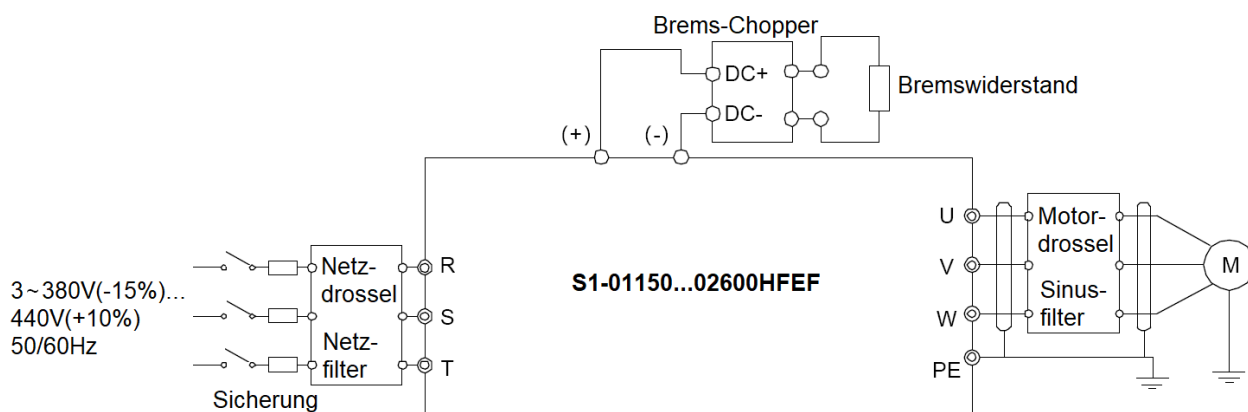 Brems-Chopper
DC+
DC-
Bremswiderstand
(+)
(-)
3~380V(-15%)...
440V(+10%)
50/60Hz
Sicherung
Netz-
drossel
Netz-
filter
R
S
T
S1-01150...02600HFEF
U
V
W
PE
Motor-
drossel
Sinus-
filter
M